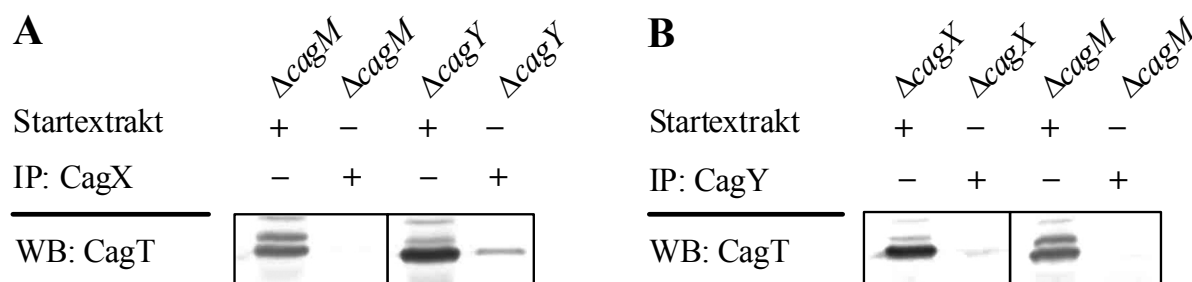 A
ΔcagM ΔcagM ΔcagY ΔcagY
Startextrakt + – + –
IP: CagX – + – +
WB: CagT
B
ΔcagX ΔcagX ΔcagM ΔcagM
Startextrakt + – + –
IP: CagY – + – +
WB: CagT